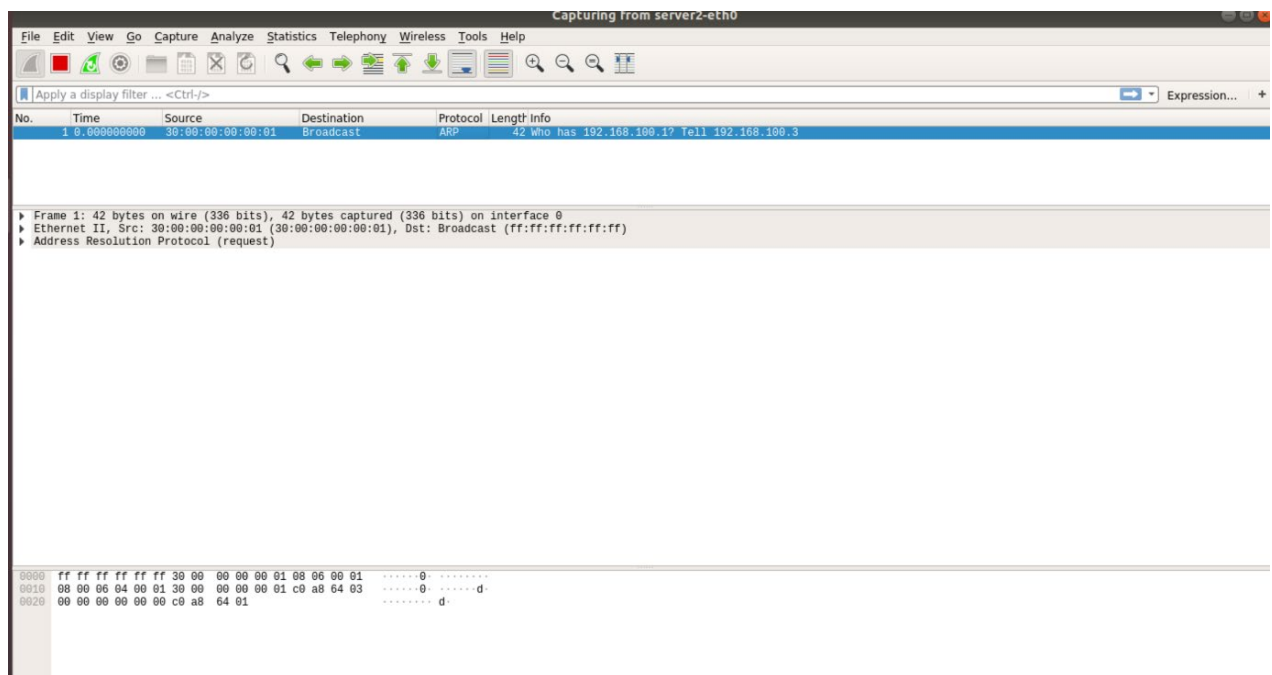 Capturing from server2-eth0
File Edit View Go Capture Analyze Statistics Telephony Wireless Tools Help
Apply a display filter ... <Ctrl-/> Expression... +
No. Time Source Destination Protocol Length Info
1 0.000000000 30:00:00:00:00:01 Broadcast ARP 42 Who has 192.168.100.1? Tell 192.168.100.3
Frame 1: 42 bytes on wire (336 bits), 42 bytes captured (336 bits) on interface 0
Ethernet II, Src: 30:00:00:00:00:01 (30:00:00:00:00:01), Dst: Broadcast (ff:ff:ff:ff:ff:ff)
Address Resolution Protocol (request)
0000 ff ff ff ff ff ff 30 00 00 00 00 01 08 06 00 01 ······0· ········
0010 08 00 06 04 00 01 30 00 00 00 00 01 c0 a8 64 03 ······0· ······d·
0020 00 00 00 00 00 00 c0 a8 64 01 ········ d·